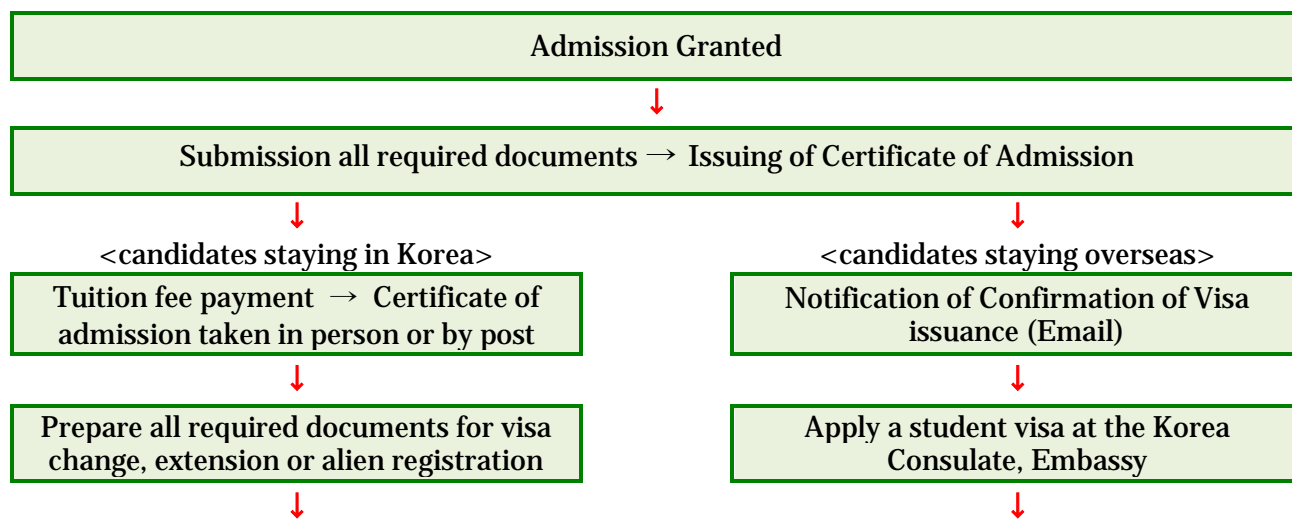 Admission Granted
↓
Submission all required documents → Issuing of Certificate of Admission
↓ ↓
<candidates staying in Korea>
Tuition fee payment → Certificate of
admission taken in person or by post
↓
Prepare all required documents for visa
change, extension or alien registration
↓
<candidates staying overseas>
Notification of Confirmation of Visa
issuance (Email)
↓
Apply a student visa at the Korea
Consulate, Embassy
↓